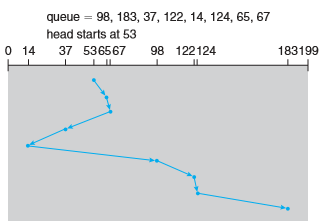 queue = 98, 183, 37, 122, 14, 124, 65, 67
head starts at 53
0 14 37 536567 98 122124 183199